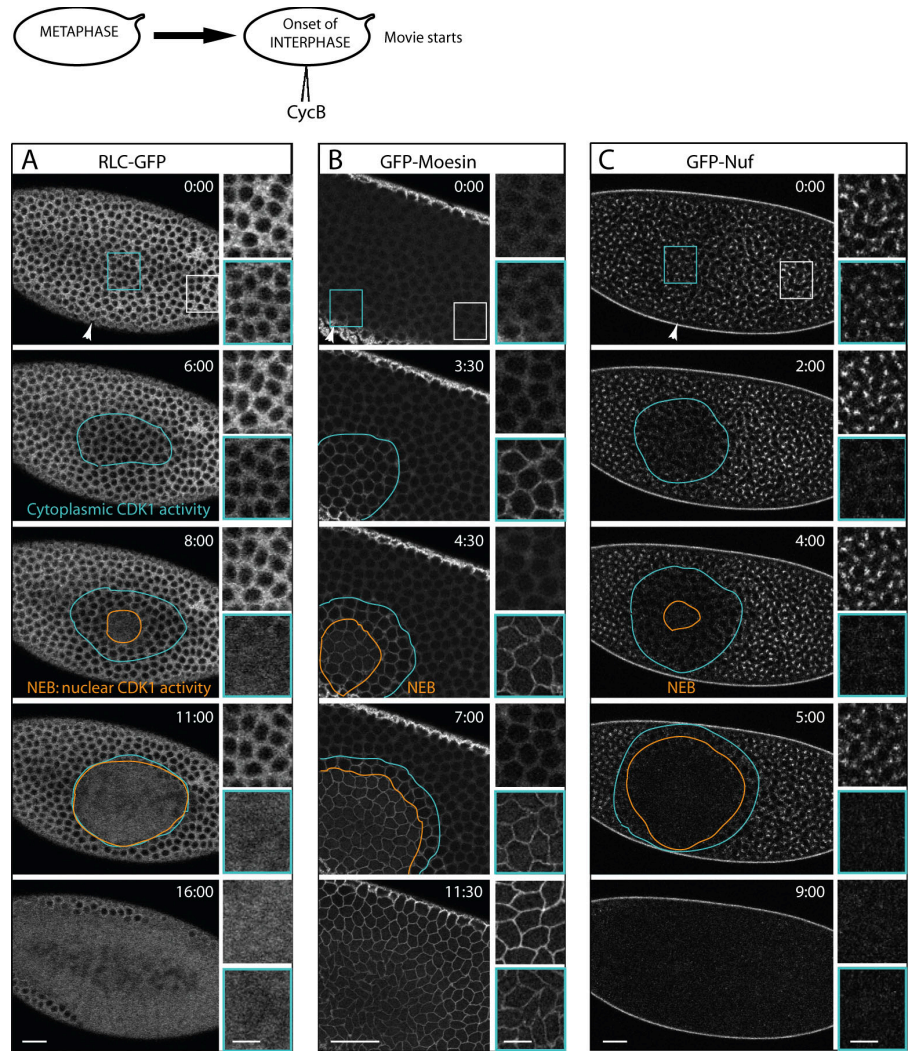 METAPHASE
Onset of
INTERPHASE
Movie starts
CycB
A
RLC-GFP
0:00
6:00
Cytoplasmic CDK1 activity
8:00
NEB: nuclear CDK1 activity
11:00
16:00
B
GFP-Moesin
0:00
3:30
4:30
NEB
7:00
11:30
C
GFP-Nuf
0:00
2:00
4:00
NEB
5:00
9:00